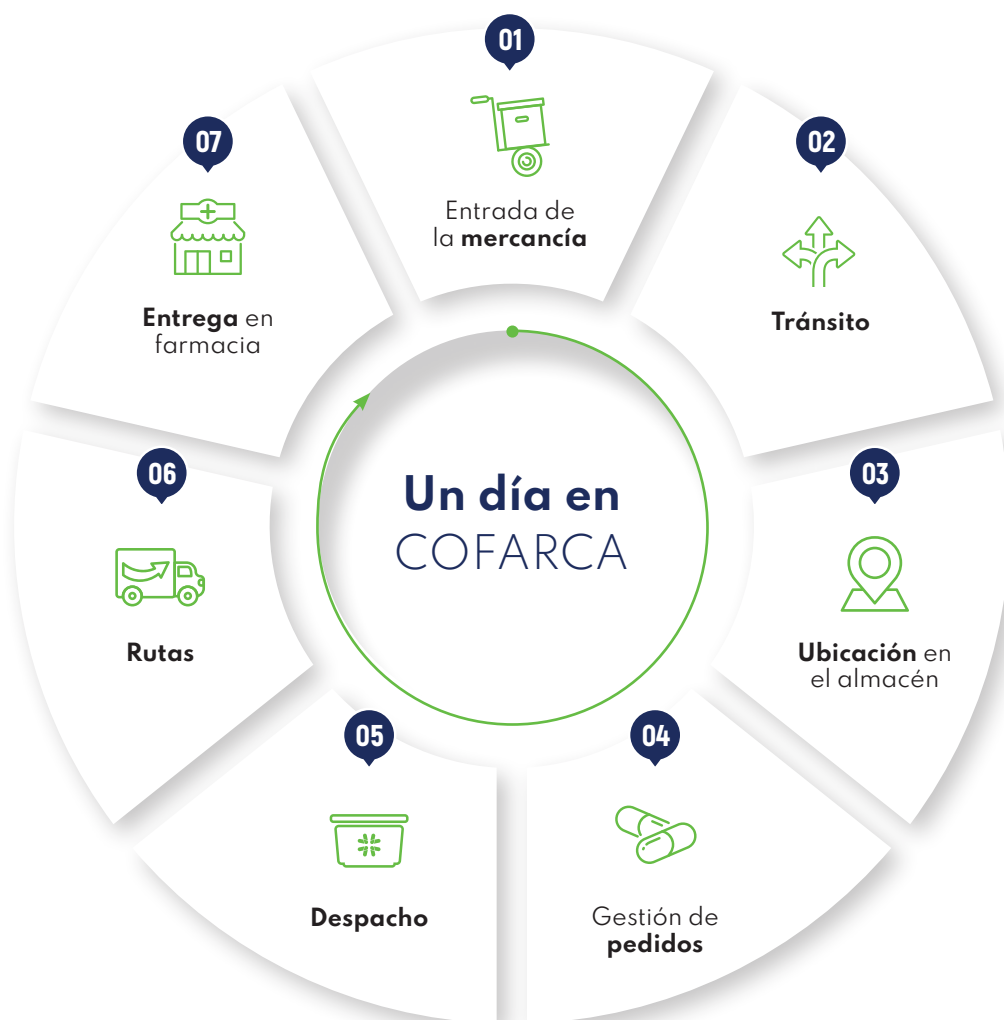 01
Entrada de
la mercancía
02
Tránsito
03
Ubicación en
el almacén
04
Gestión de
pedidos
05
Despacho
06
Rutas
07
Entrega en
farmacia
Un día en
COFARCA